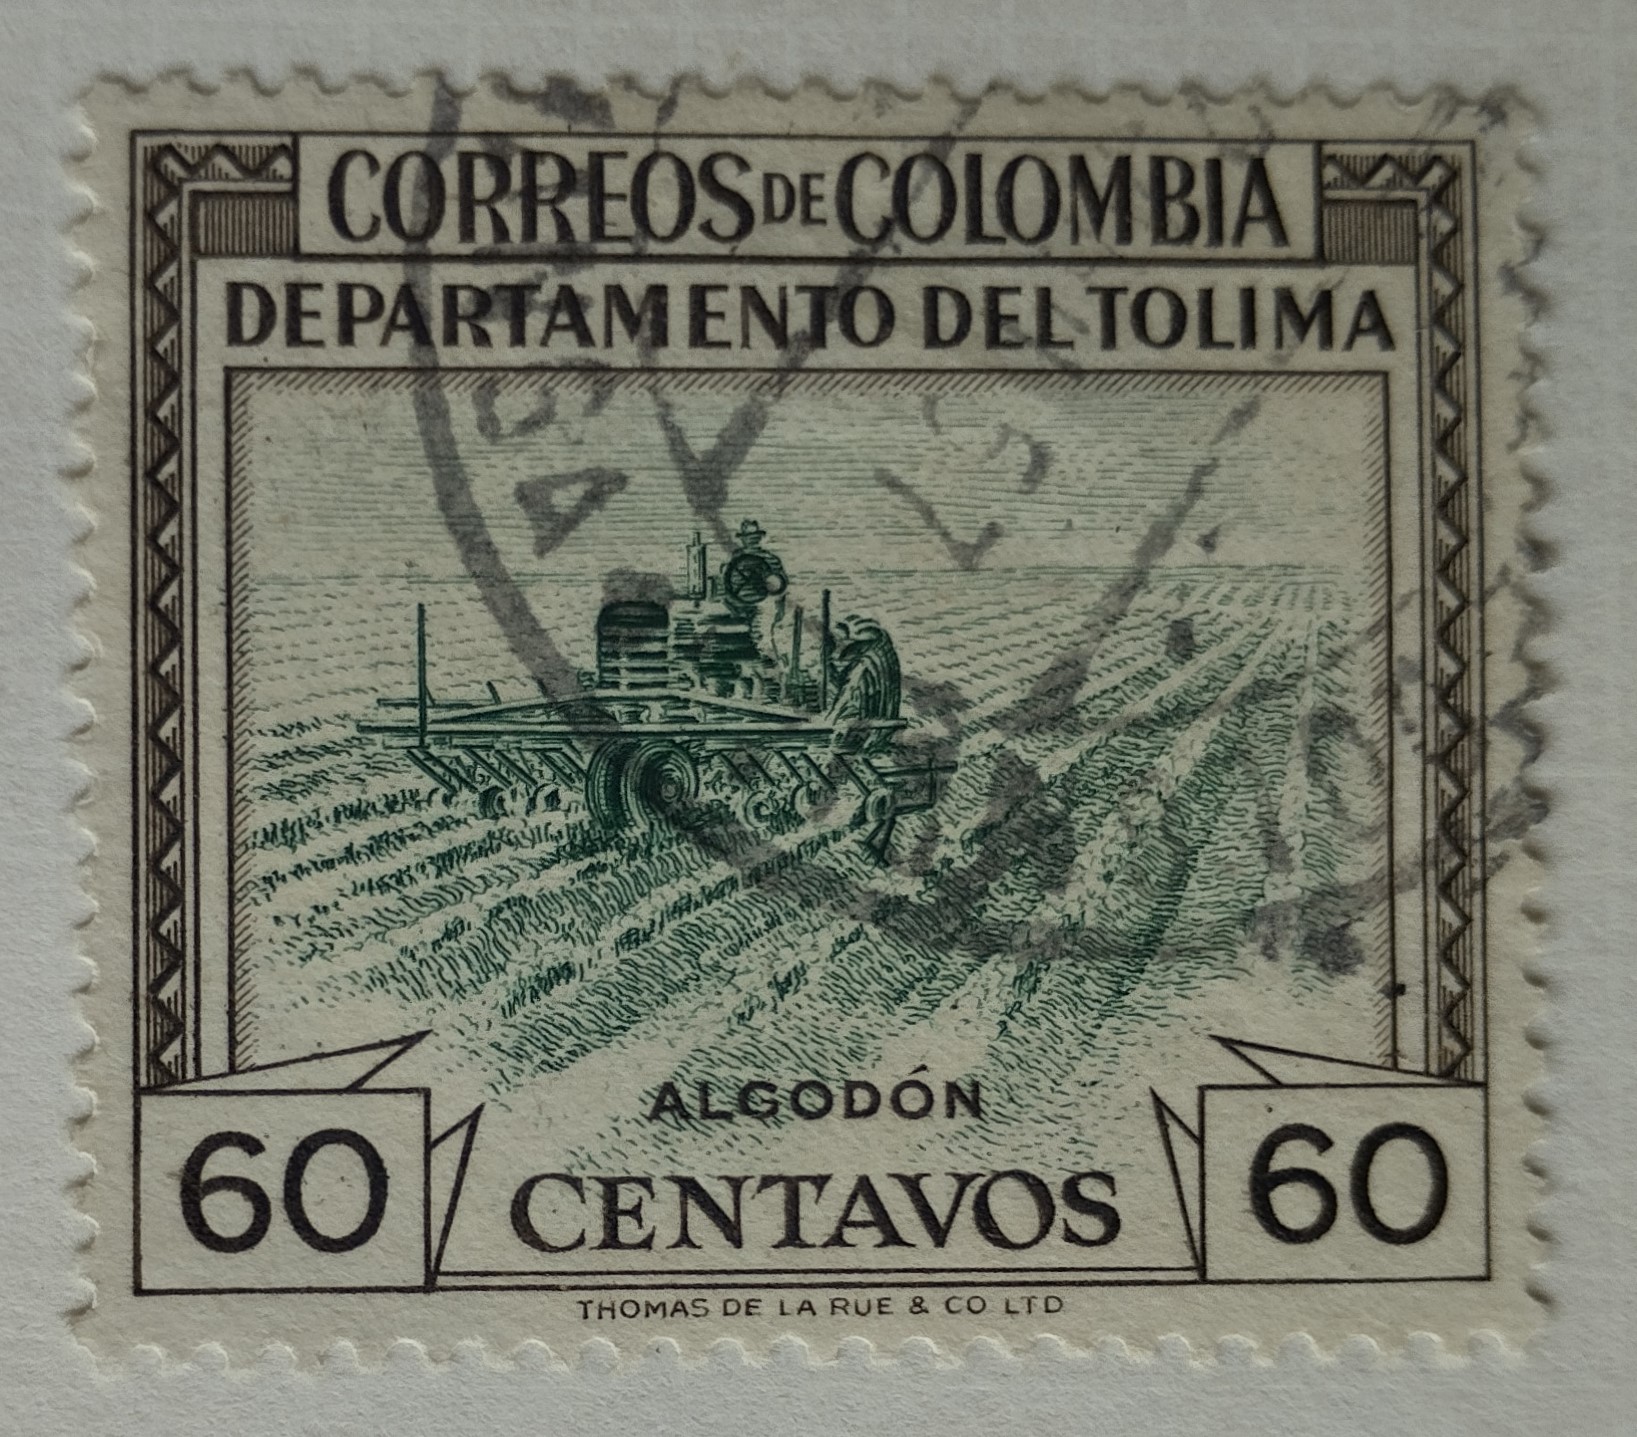 CORREOS DE COLOMBIA
DEPARTAMENTO DEL TOLIMA
ALGODÓN
60 CENTAVOS 60
THOMAS DE LA RUE & CO LTD